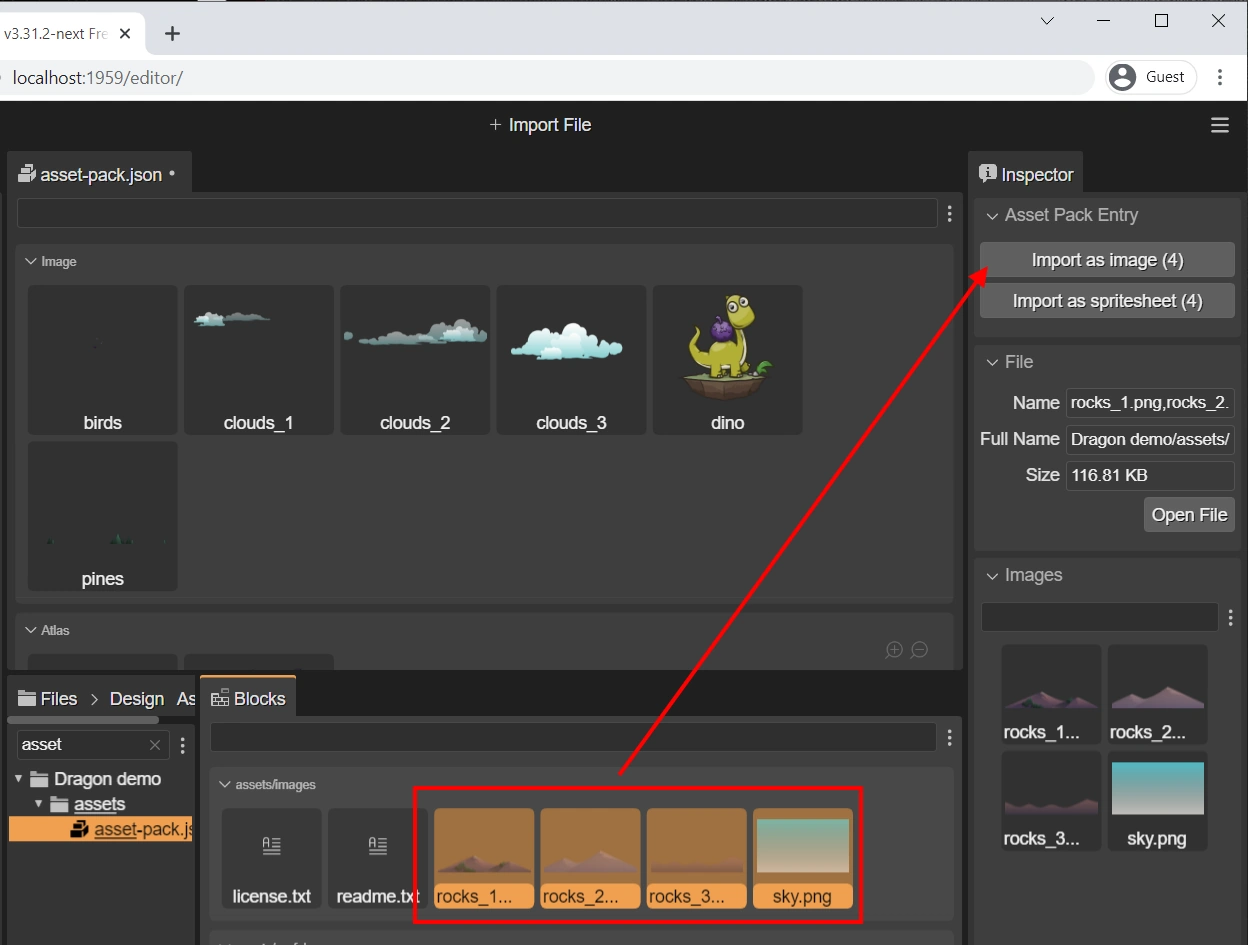 v3.31.2-next Fre
localhost:1959/editor/
Guest
+ Import File
asset-pack.json •
Image
birds
clouds_1
clouds_2
clouds_3
dino
pines
Atlas
Files > Design As
asset
Dragon demo
assets
asset-pack.js
Blocks
assets/images
license.txt
readme.txt
rocks_1...
rocks_2...
rocks_3...
sky.png
Inspector
Asset Pack Entry
Import as image (4)
Import as spritesheet (4)
File
Name rocks_1.png,rocks_2.
Full Name Dragon demo/assets/
Size 116.81 KB
Open File
Images
rocks_1...
rocks_2...
rocks_3...
sky.png